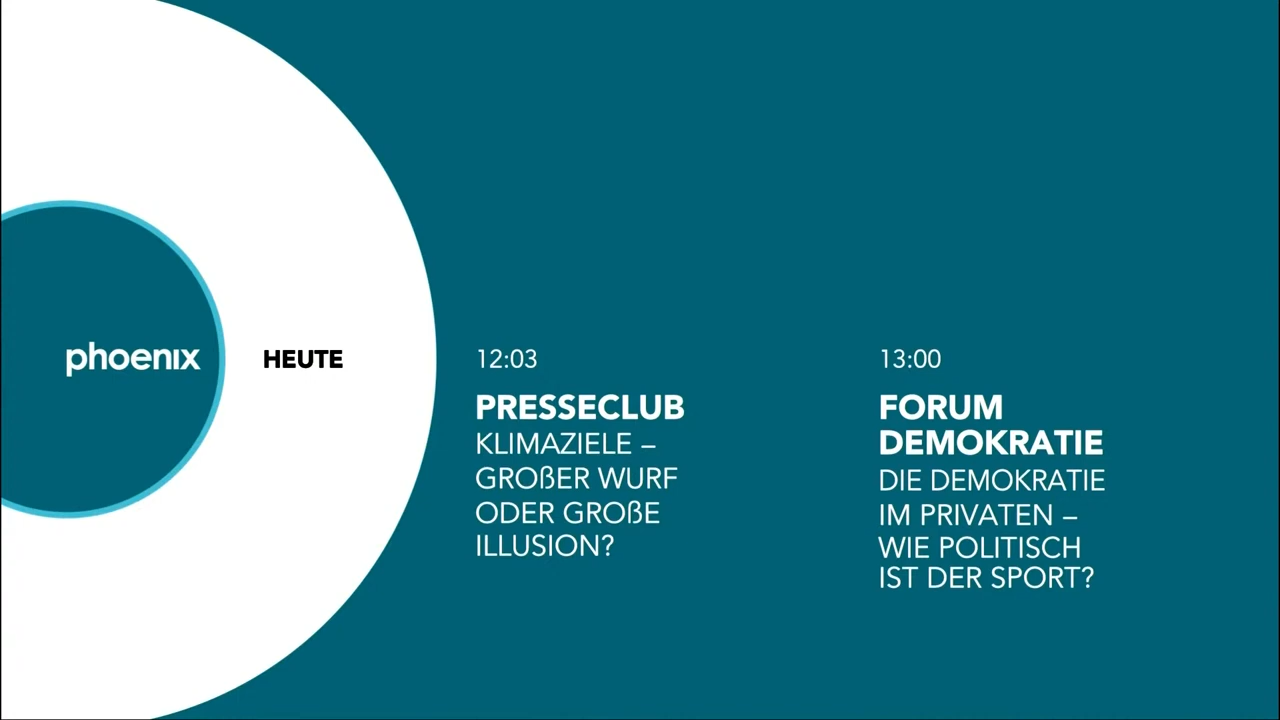 phoenix
HEUTE
12:03
PRESSECLUB
KLIMAZIELE –
GROßER WURF
ODER GROßE
ILLUSION?
13:00
FORUM
DEMOKRATIE
DIE DEMOKRATIE
IM PRIVATEN –
WIE POLITISCH
IST DER SPORT?